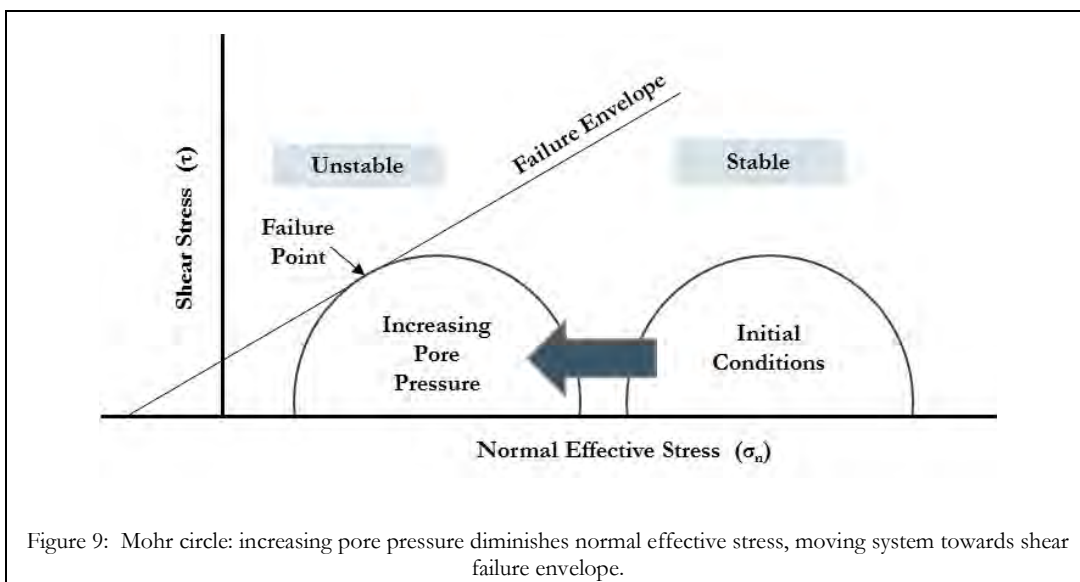 Shear Stress (τ)
Unstable
Failure Envelope
Stable
Failure
Point
Increasing
Pore
Pressure
Initial
Conditions
Normal Effective Stress (σn)
Figure 9: Mohr circle: increasing pore pressure diminishes normal effective stress, moving system towards shear
failure envelope.